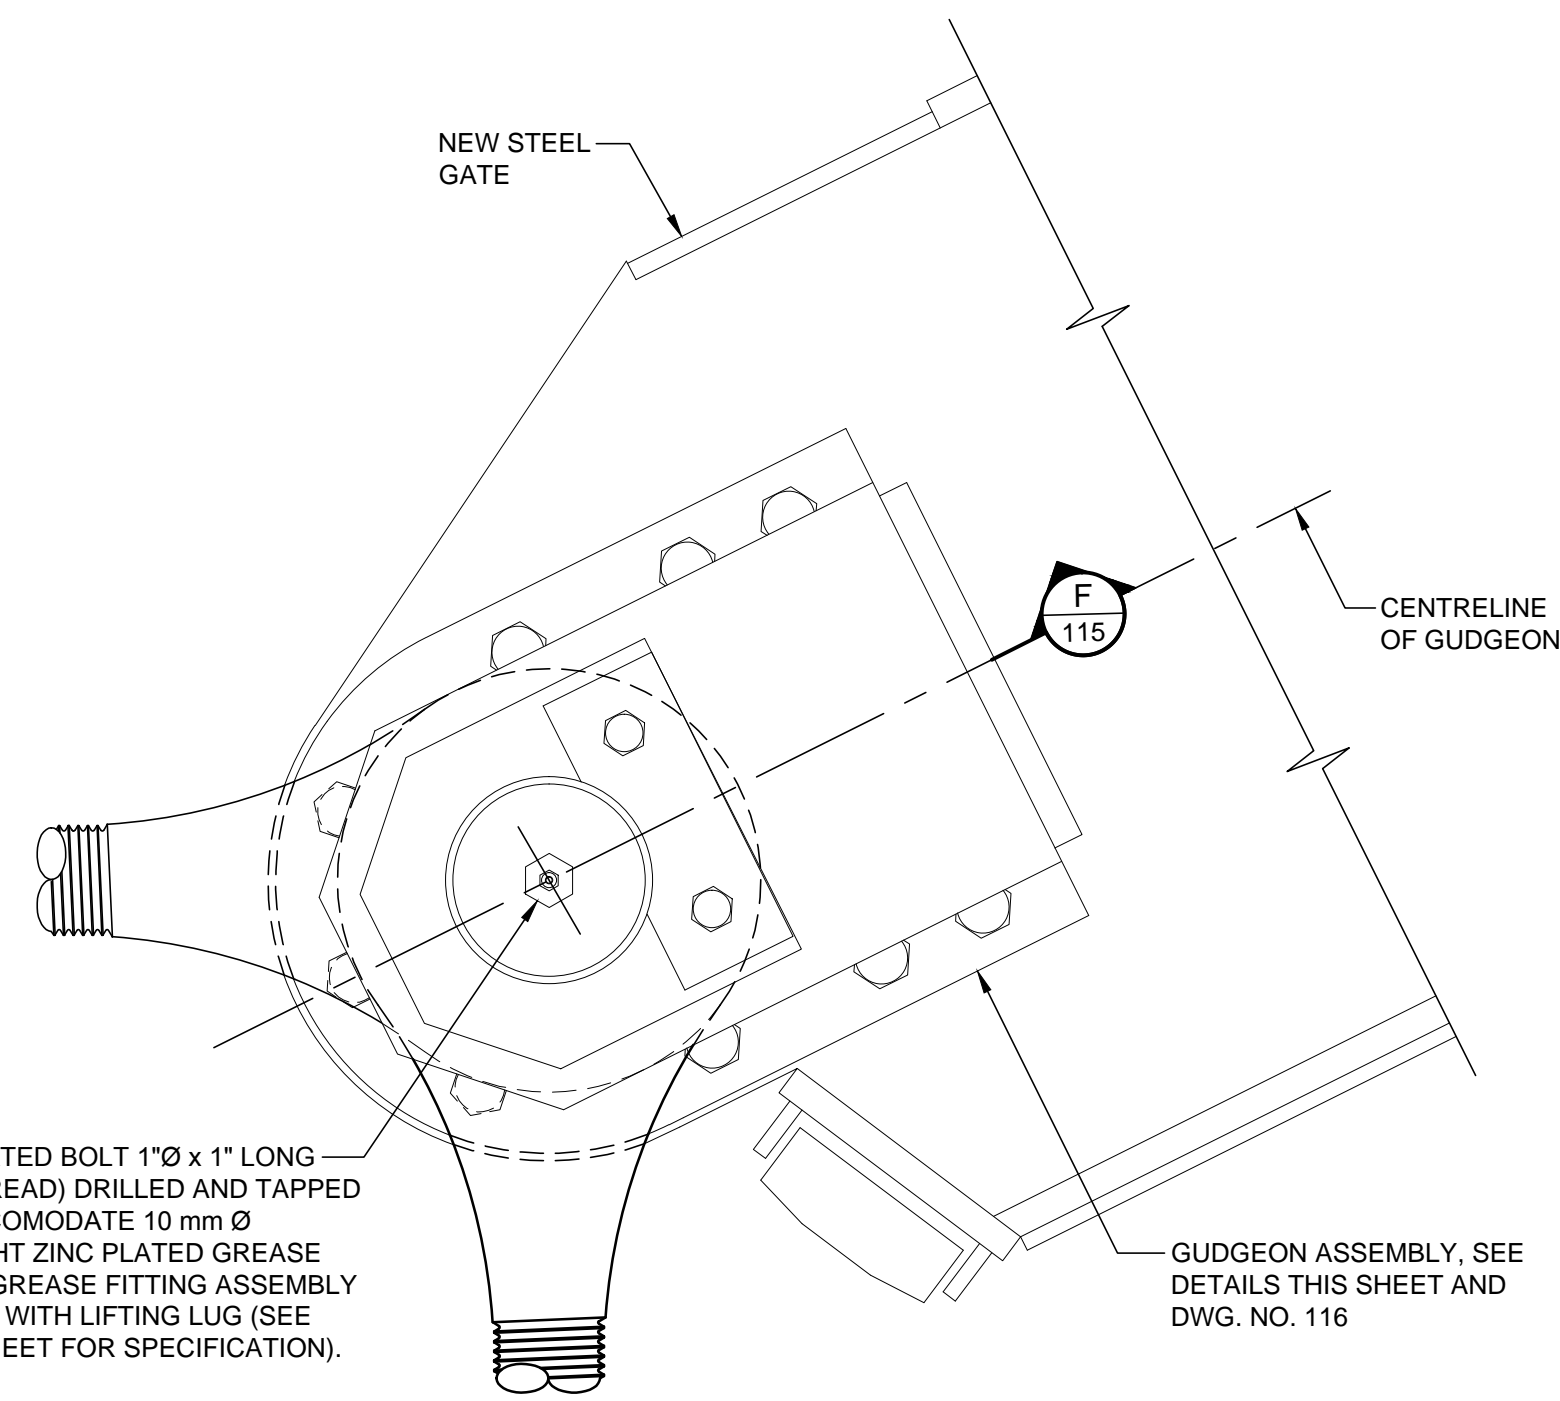 NEW STEEL
GATE
F
115
CENTRELINE
OF GUDGEON
TED BOLT 1"Ø x 1" LONG
READ) DRILLED AND TAPPED
COMODATE 10 mm Ø
HT ZINC PLATED GREASE
GREASE FITTING ASSEMBLY
WITH LIFTING LUG (SEE
EET FOR SPECIFICATION).
GUDGEON ASSEMBLY, SEE
DETAILS THIS SHEET AND
DWG. NO. 116